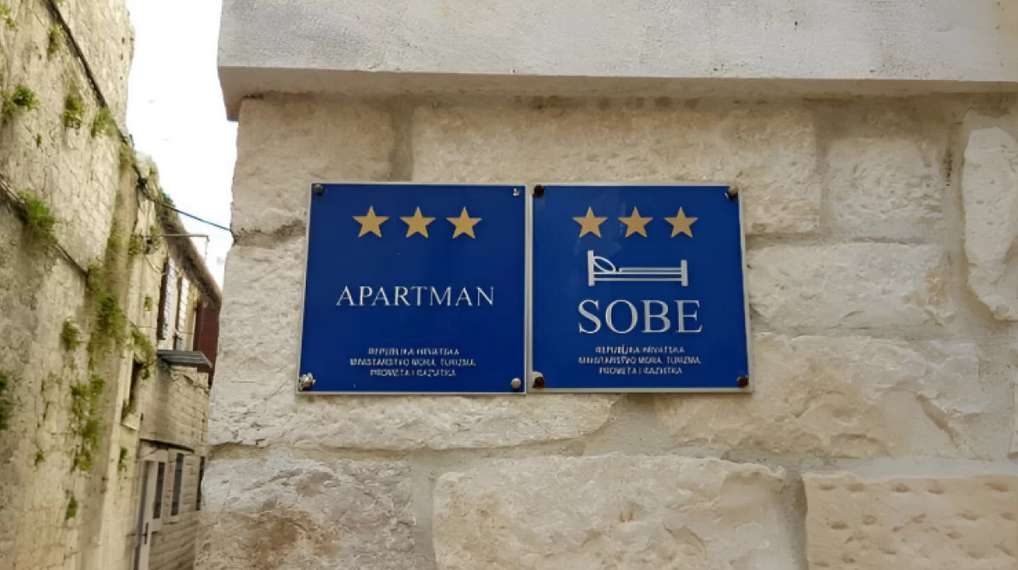 APARTMAN
REPUBLIKA HRVATSKA
MINISTARSTVO MORA, TURIZMA,
PROMETA I RAZVITKA
SOBE
REPUBLIKA HRVATSKA
MINISTARSTVO MORA, TURIZMA,
PROMETA I RAZVITKA